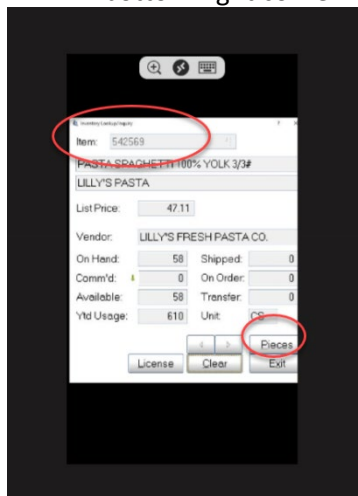 Inventory Lookup/Inquiry
Item: 542569
PASTA SPAGHETTI 100% YOLK 3/3#
LILLY'S PASTA
List Price: 47.11
Vendor: LILLY'S FRESH PASTA CO.
On Hand: 58 Shipped: 0
Comm'd: 0 On Order: 0
Available: 58 Transfer: 0
Ytd Usage: 610 Unit: CS
< > Pieces
License Clear Exit